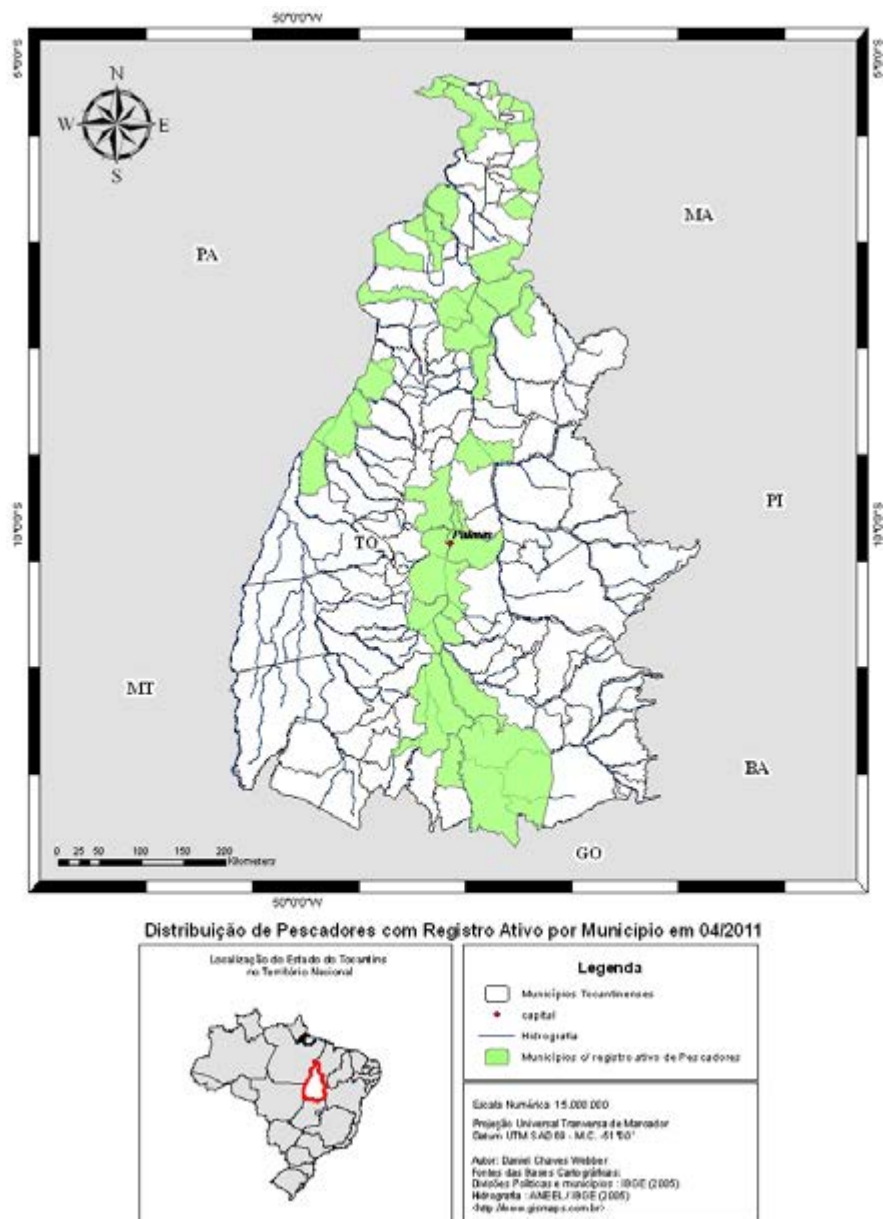 50°0'0"W
5°0'0"S
5°0'0"S
N
W E
S
MA
PA
PI
10°0'0"S
10°0'0"S
Palmas
TO
MT
BA
GO
0 25 50 100 150 200
Kilometers
50°0'0"W
Distribuição de Pescadores com Registro Ativo por Município em 04/2011
Localização do Estado do Tocantins
no Território Nacional
Legenda
Municípios Tocantinenses
capital
Hidrografia
Municípios c/ registro ativo de Pescadores
Escala Numérica 1:5.000.000
Projeção Universal Tranversa de Marcador
Datum UTM SAD 69 - M.C. -51°00'
Autor: Daniel Chaves Webber
Fontes das Bases Cartográficas:
Divisões Políticas e municípios : IBGE (2005)
Hidrografia : ANEEL / IBGE (2005)
<http://www.gismaps.com.br>